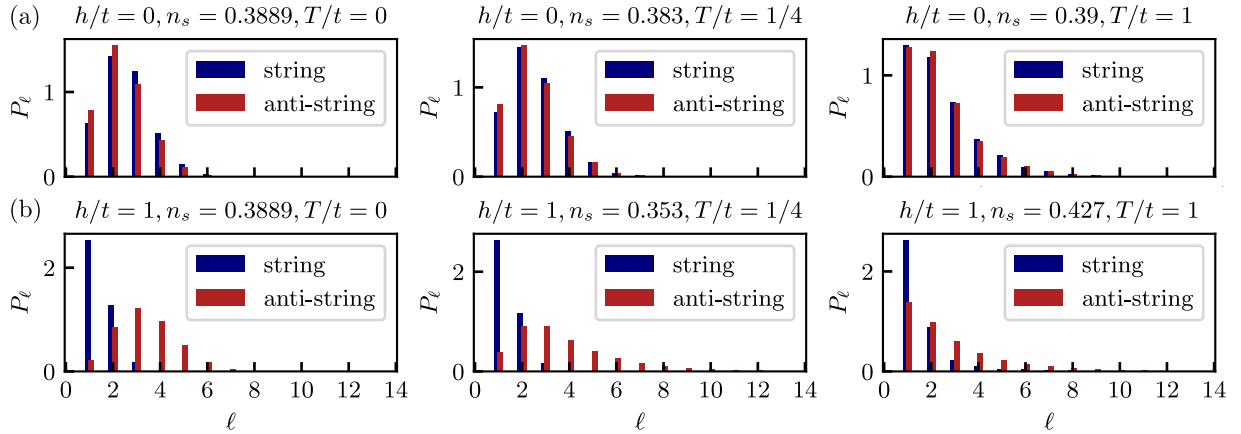 (a) h/t = 0, n_s = 0.3889, T/t = 0 h/t = 0, n_s = 0.383, T/t = 1/4 h/t = 0, n_s = 0.39, T/t = 1
string string string
anti-string anti-string anti-string
P_ℓ P_ℓ P_ℓ
1 1 1
0 0 0
(b) h/t = 1, n_s = 0.3889, T/t = 0 h/t = 1, n_s = 0.353, T/t = 1/4 h/t = 1, n_s = 0.427, T/t = 1
string string string
anti-string anti-string anti-string
P_ℓ P_ℓ P_ℓ
2 2 2
0 0 0
0 2 4 6 8 10 12 14 0 2 4 6 8 10 12 14 0 2 4 6 8 10 12 14
ℓ ℓ ℓ